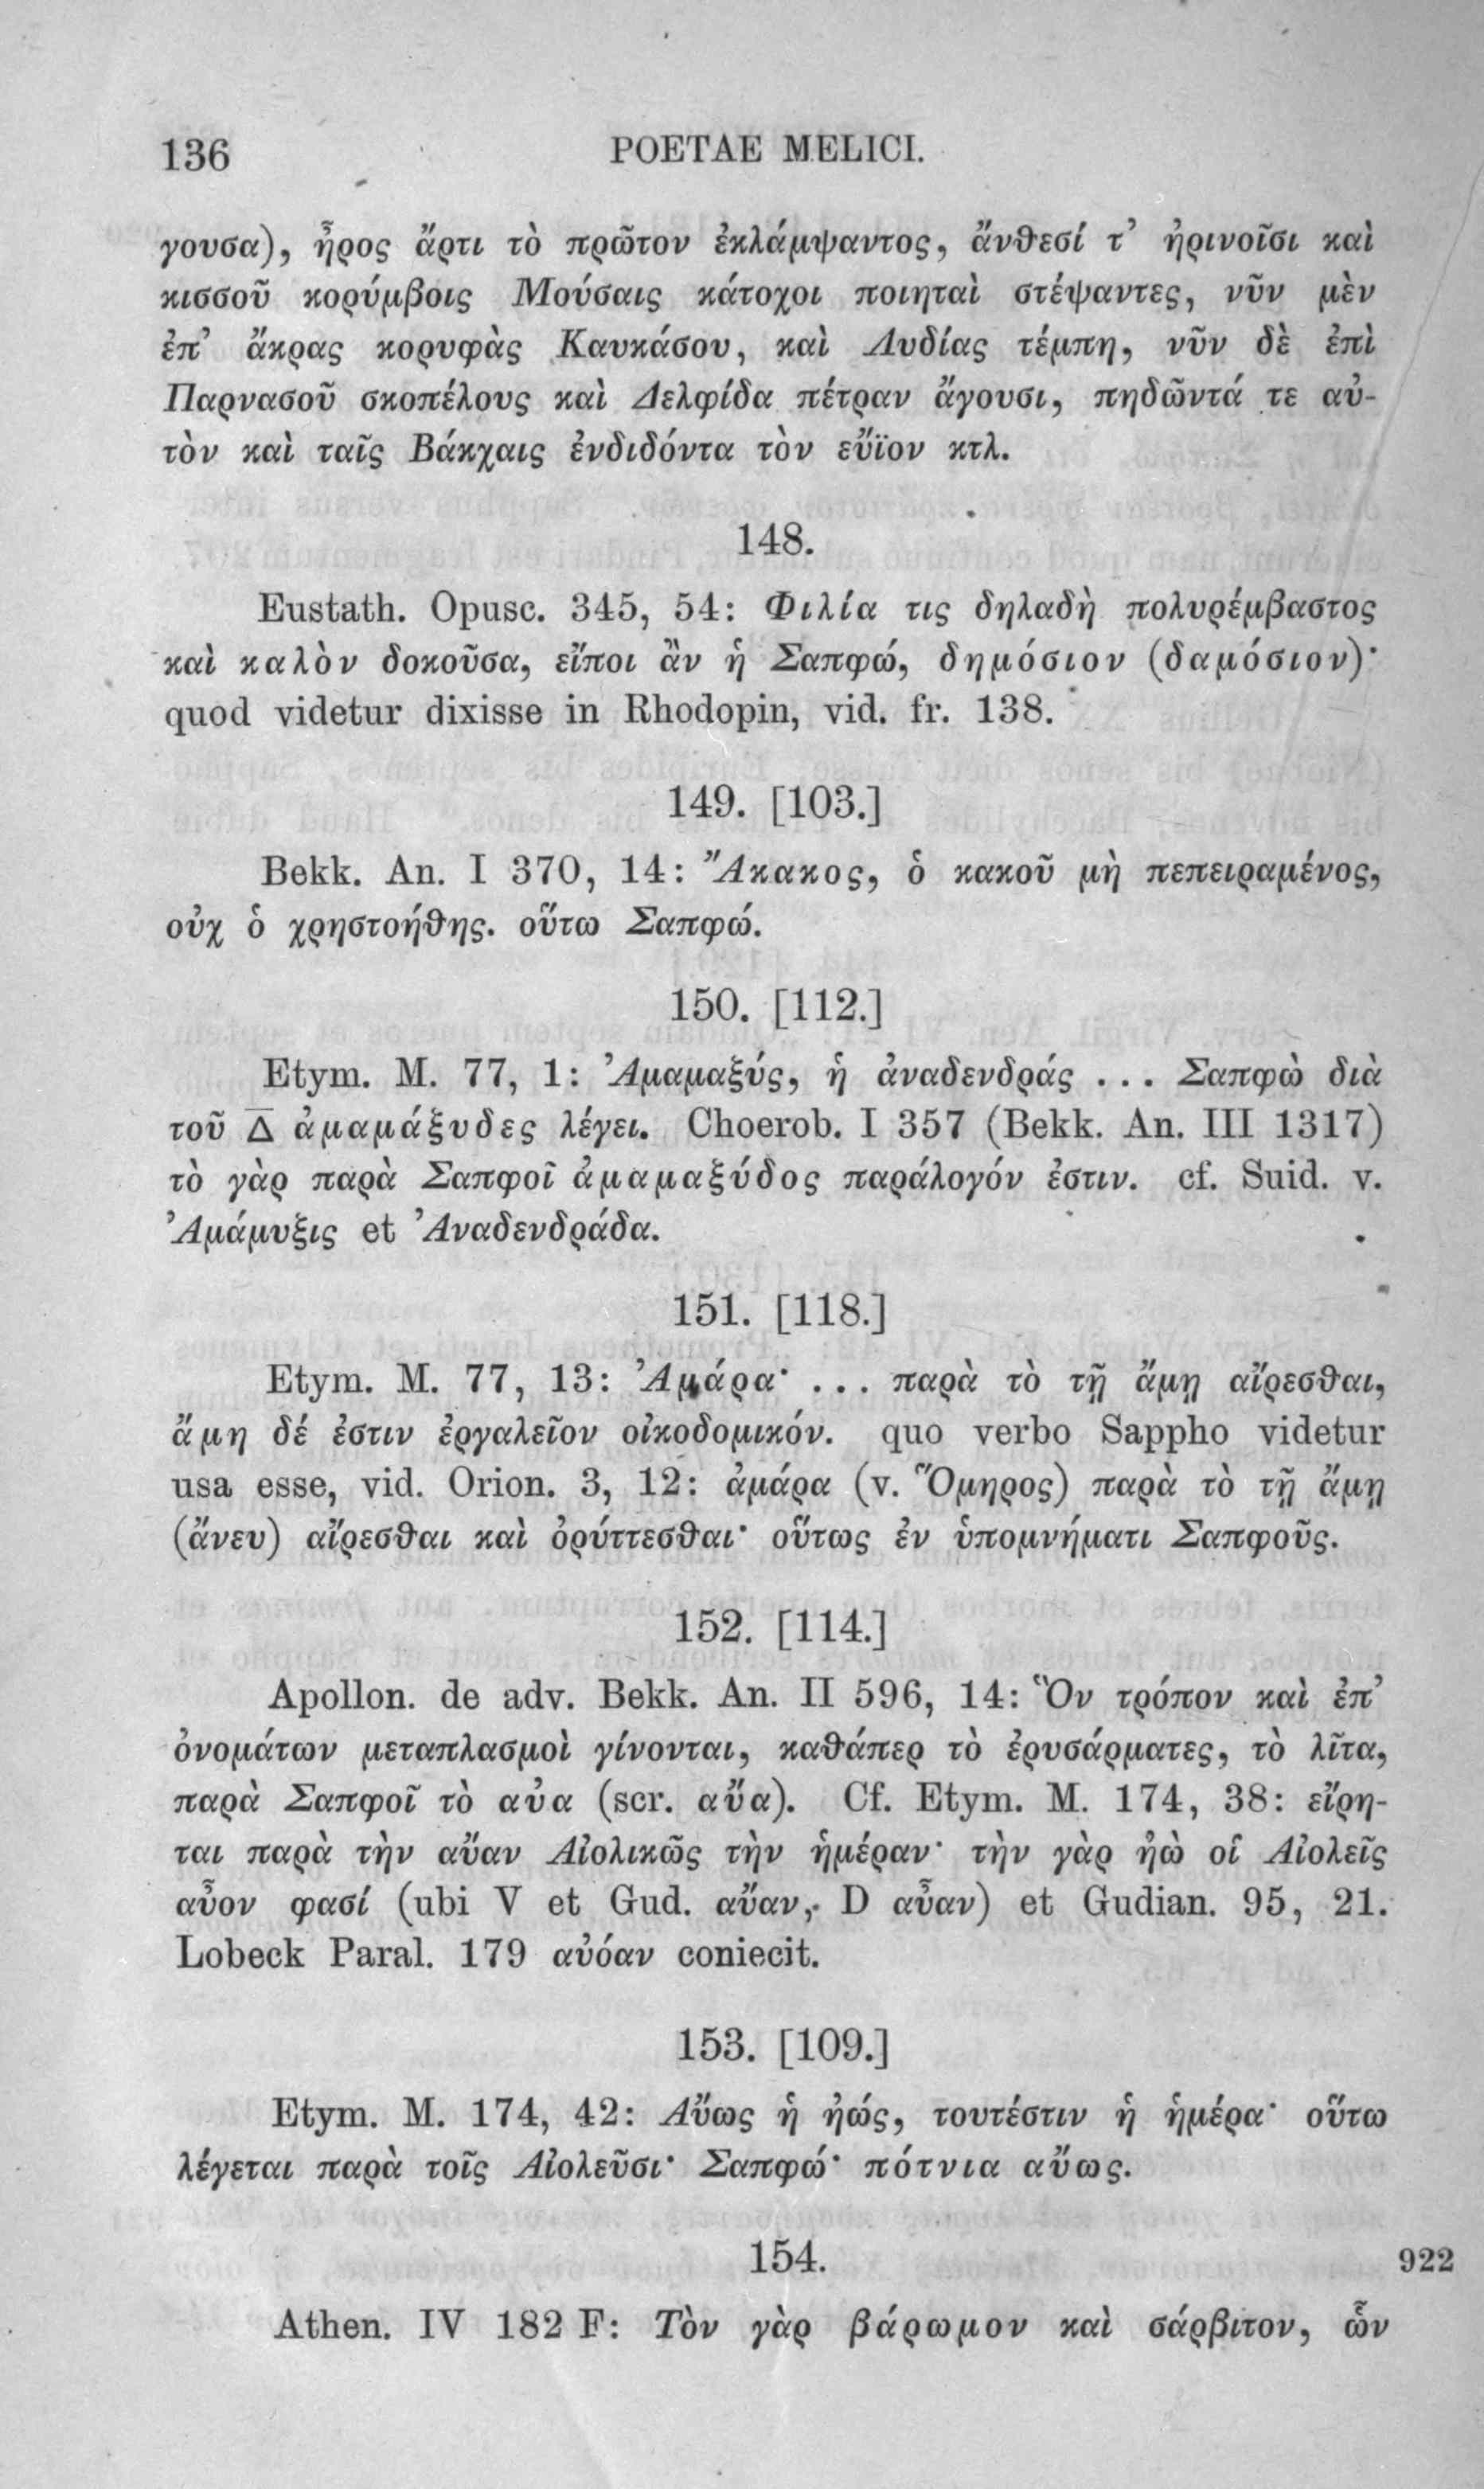 136
POETAE MELICI.
γουσα), ἦρος ἄρτι τὸ πρῶτον ἐκλάμψαντος, ἄνθεσί τ’ ἠρινοῖσι καὶ
κισσοῦ κορύμβοις Μούσαις κάτοχοι ποιηταὶ στέψαντες, νῦν μὲν
ἐπ’ ἄκρας κορυφὰς Καυκάσου, καὶ Λυδίας τέμπη, νῦν δὲ ἐπὶ
Παρνασοῦ σκοπέλους καὶ Δελφίδα πέτραν ἄγουσι, πηδῶντά τε αὐ-
τὸν καὶ ταῖς Βάκχαις ἐνδιδόντα τὸν εὔϊον κτλ.
148.
Eustath. Opusc. 345, 54: Φιλία τις δηλαδὴ πολυρέμβαστος
καὶ καλὸν δοκοῦσα, εἴποι ἂν ἡ Σαπφώ, δημόσιον (δαμόσιον)·
quod videtur dixisse in Rhodopin, vid. fr. 138.
149. [103.]
Bekk. An. I 370, 14: Ἄκακος, ὁ κακοῦ μὴ πεπειραμένος,
οὐχ ὁ χρηστοήθης. οὕτω Σαπφώ.
150. [112.]
Etym. M. 77, 1: Ἀμαμαξύς, ἡ ἀναδενδράς ... Σαπφὼ διὰ
τοῦ Δ̅ ἀμαμάξυδες λέγει. Choerob. I 357 (Bekk. An. III 1317)
τὸ γὰρ παρὰ Σαπφοῖ ἀμαμαξύδος παράλογόν ἐστιν. cf. Suid. v.
Ἀμάμυξις et Ἀναδενδράδα.
151. [118.]
Etym. M. 77, 13: Ἀμάρα· ... παρὰ τὸ τῇ ἄμῃ αἴρεσθαι,
ἄμη δέ ἐστιν ἐργαλεῖον οἰκοδομικόν. quo verbo Sappho videtur
usa esse, vid. Orion. 3, 12: ἀμάρα (v. Ὅμηρος) παρὰ τὸ τῇ ἄμῃ
(ἄνευ) αἴρεσθαι καὶ ὀρύττεσθαι· οὕτως ἐν ὑπομνήματι Σαπφοῦς.
152. [114.]
Apollon. de adv. Bekk. An. II 596, 14: Ὃν τρόπον καὶ ἐπ’
ὀνομάτων μεταπλασμοὶ γίνονται, καθάπερ τὸ ἐρυσάρματες, τὸ λῖτα,
παρὰ Σαπφοῖ τὸ αὐα (scr. αὔα). Cf. Etym. M. 174, 38: εἴρη-
ται παρὰ τὴν αὔαν Αἰολικῶς τὴν ἡμέραν· τὴν γὰρ ἠὼ οἱ Αἰολεῖς
αὖον φασί (ubi V et Gud. αὔαν, D αὖαν) et Gudian. 95, 21.
Lobeck Paral. 179 αὐόαν coniecit.
153. [109.]
Etym. M. 174, 42: Αὔως ἡ ἠώς, τουτέστιν ἡ ἡμέρα· οὕτω
λέγεται παρὰ τοῖς Αἰολεῦσι· Σαπφώ· πότνια αὔως.
154.
922
Athen. IV 182 F: Τὸν γὰρ βάρωμον καὶ σάρβιτον, ὧν